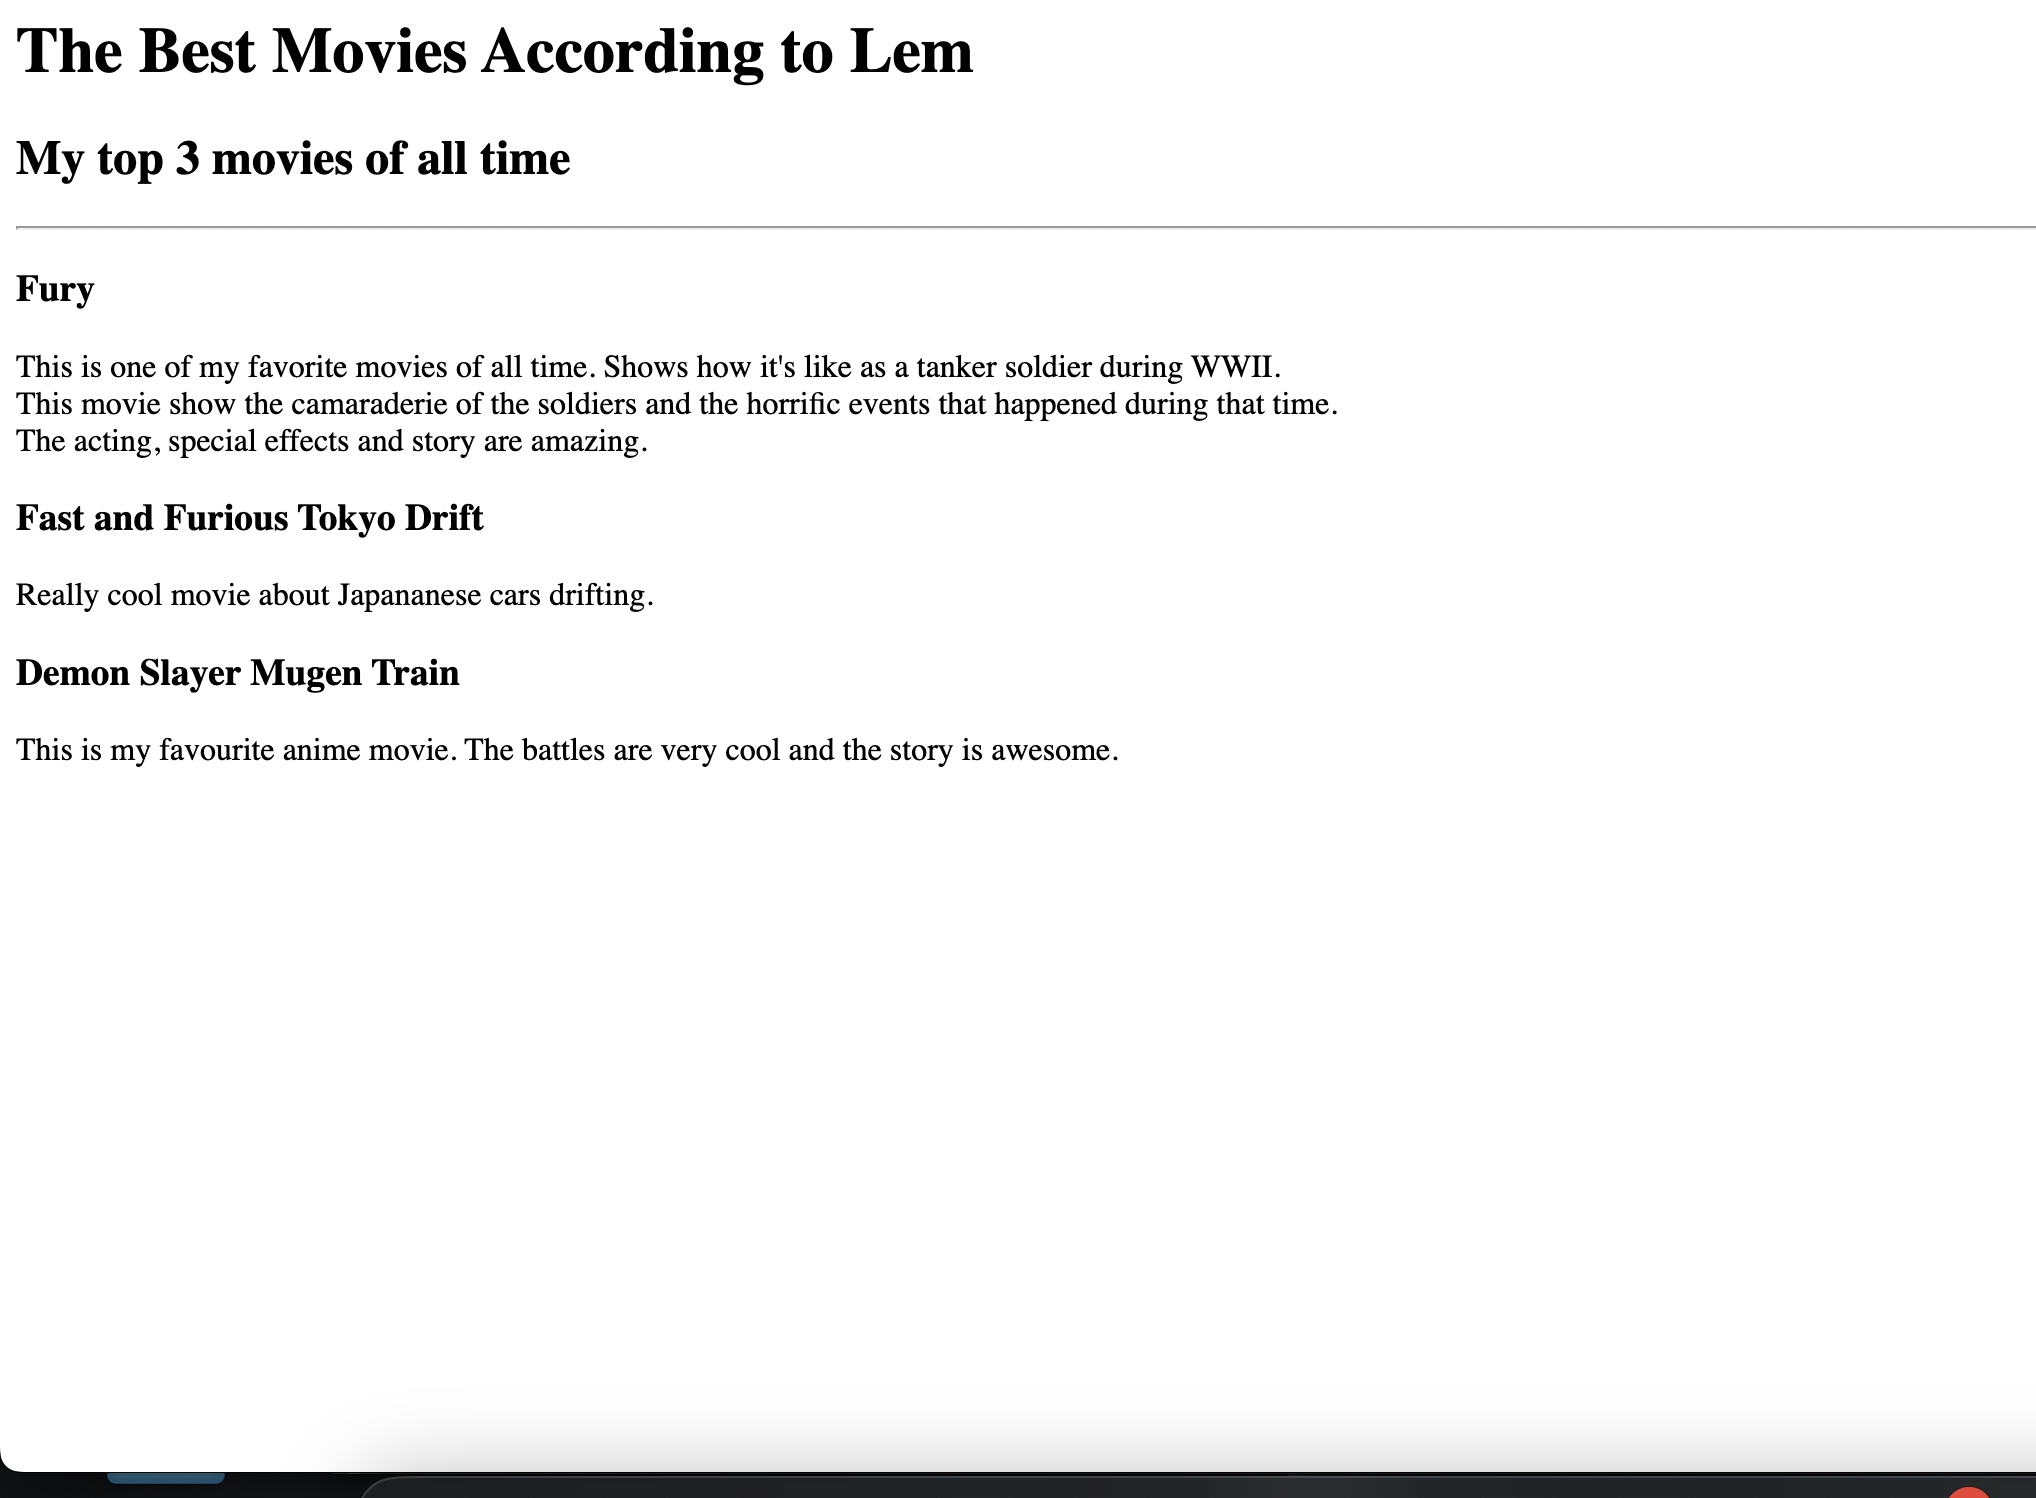 The Best Movies According to Lem
My top 3 movies of all time
Fury
This is one of my favorite movies of all time. Shows how it's like as a tanker soldier during WWII.
This movie show the camaraderie of the soldiers and the horrific events that happened during that time.
The acting, special effects and story are amazing.
Fast and Furious Tokyo Drift
Really cool movie about Japananese cars drifting.
Demon Slayer Mugen Train
This is my favourite anime movie. The battles are very cool and the story is awesome.